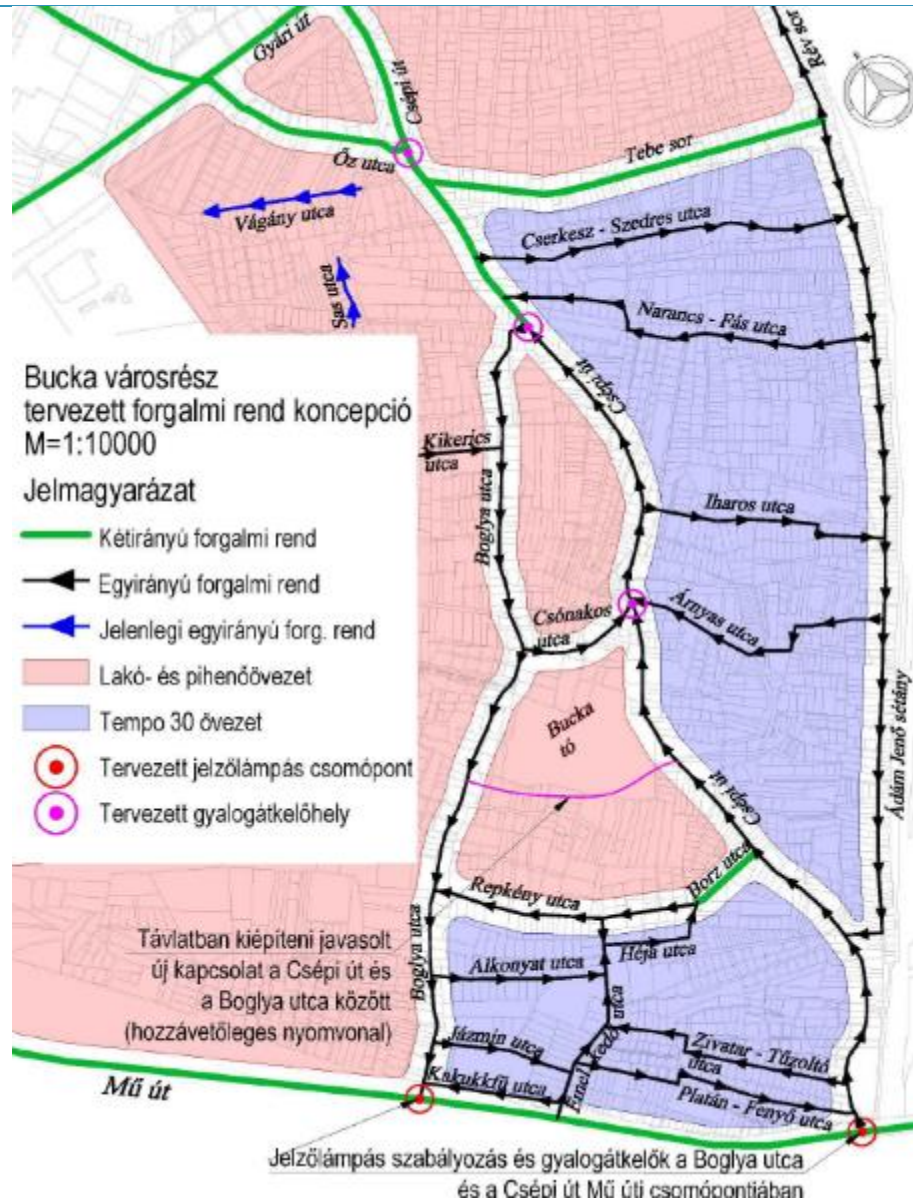 Gyári út
Csépi út
Rév sor
Őz utca
Tebe sor
Vágány utca
Cserkesz - Szedres utca
Sas utca
Narancs - Fás utca
Bucka városrész
tervezett forgalmi rend koncepció
M=1:10000
Jelmagyarázat
Kétirányú forgalmi rend
Egyirányú forgalmi rend
Jelenlegi egyirányú forg. rend
Lakó- és pihenőövezet
Tempo 30 övezet
Tervezett jelzőlámpás csomópont
Tervezett gyalogátkelőhely
Csépi út
Kikerics
utca
Boglya utca
Iharos utca
Csónakos
utca
Árnyas utca
Ádám Jenő sétány
Bucka
tó
Csépi út
Borz utca
Repkény utca
Boglya utca
Héja utca
Alkonyat utca
Távlatban kiépíteni javasolt
új kapcsolat a Csépi út és
a Boglya utca között
(hozzávetőleges nyomvonal)
Jázmin utca
Zivatar - Tűzoltó
utca
Kakukkfű utca
Platán - Fenyő utca
Mű út
Jelzőlámpás szabályozás és gyalogátkelők a Boglya utca
és a Csépi út Mű úti csomópontjában